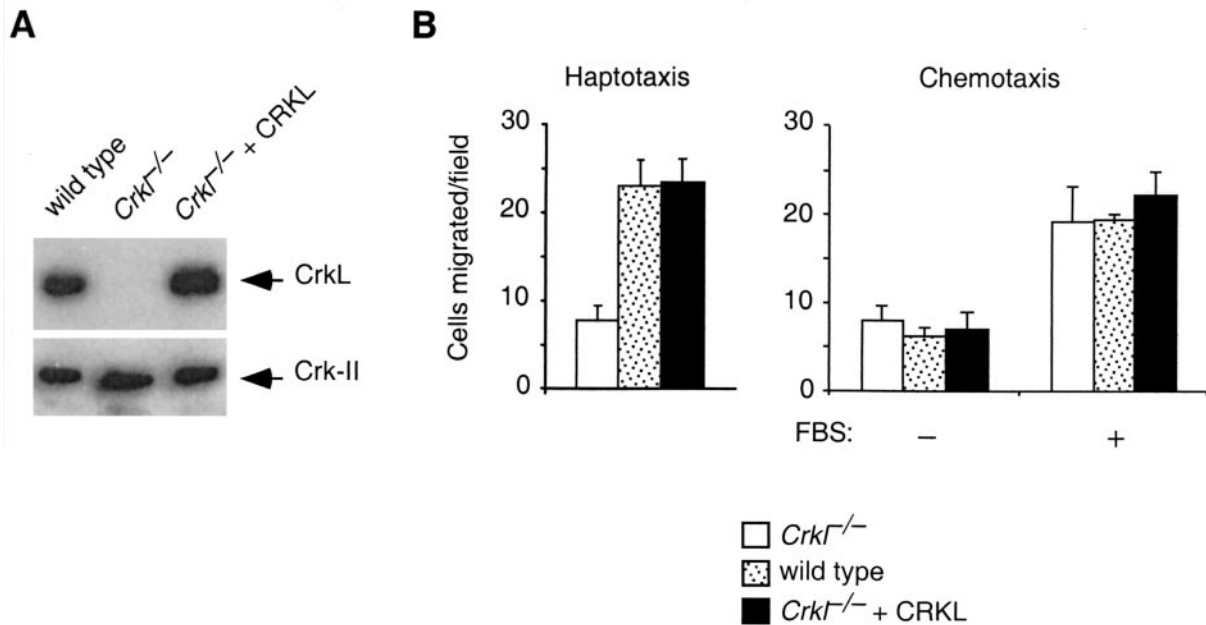 A
wild type
Crkl–/–
Crkl–/– + CRKL
CrkL
Crk-II
B
Haptotaxis
Chemotaxis
Cells migrated/field
30
20
10
0
30
20
10
0
FBS:
–
+
Crkl–/–
wild type
Crkl–/– + CRKL